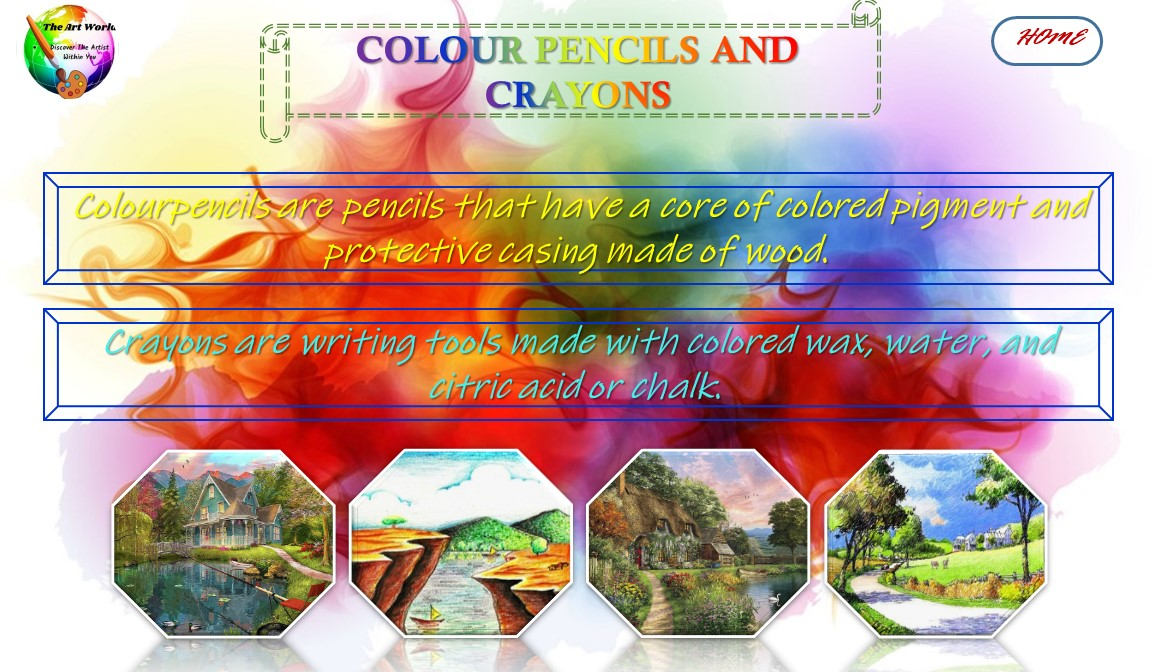 The Art World
Discover The Artist
Within You
COLOUR PENCILS AND
CRAYONS
HOME
Colourpencils are pencils that have a core of colored pigment and
protective casing made of wood.
Crayons are writing tools made with colored wax, water, and
citric acid or chalk.